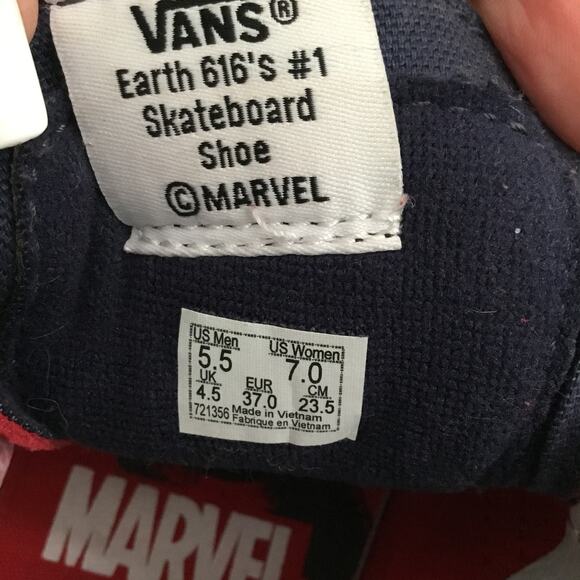 VANS®
Earth 616's #1
Skateboard
Shoe
©MARVEL
US Men US Women
5.5 7.0
UK EUR CM
4.5 37.0 23.5
721356 Made in Vietnam
Fabrique en Vietnam
MARVEL